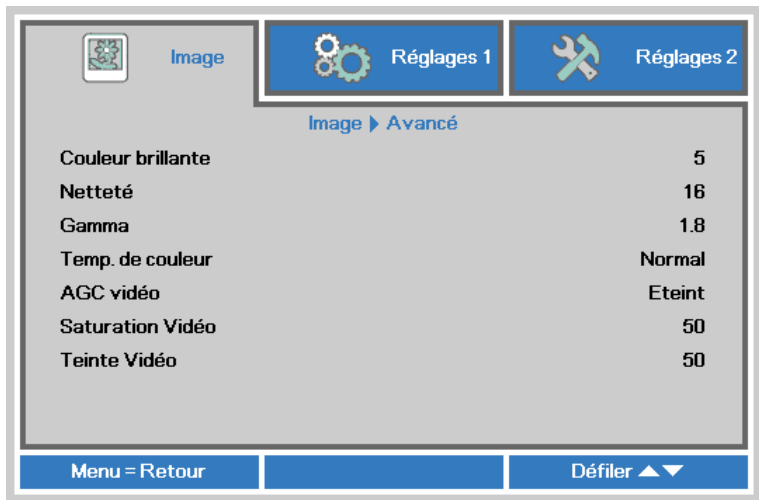 Image
Réglages 1
Réglages 2
Image ▶ Avancé
Couleur brillante 5
Netteté 16
Gamma 1.8
Temp. de couleur Normal
AGC vidéo Eteint
Saturation Vidéo 50
Teinte Vidéo 50
Menu = Retour
Défiler ▲▼